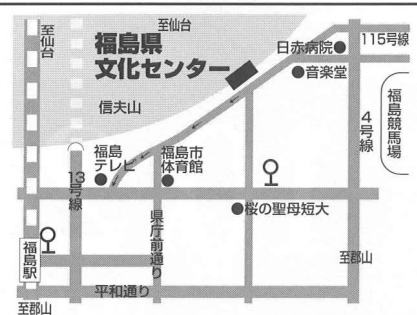 至仙台
至仙台
福島県
文化センター
日赤病院
115号線
音楽堂
信夫山
福島競馬場
4号線
福島
テレビ
福島市
体育館
13号線
県庁前通り
桜の聖母短大
福島駅
至郡山
平和通り
至郡山